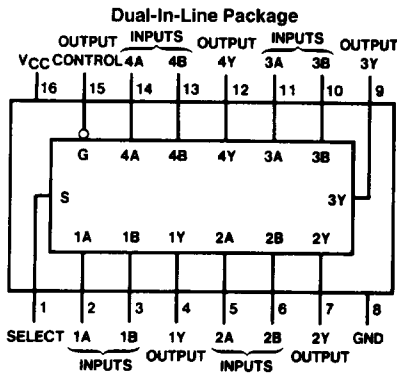 Dual-In-Line Package
OUTPUT INPUTS OUTPUT INPUTS OUTPUT
VCC CONTROL 4A 4B 4Y 3A 3B 3Y
16 15 14 13 12 11 10 9
G 4A 4B 4Y 3A 3B
S 3Y
1A 1B 1Y 2A 2B 2Y
1 2 3 4 5 6 7 8
SELECT 1A 1B 1Y 2A 2B 2Y GND
INPUTS OUTPUT INPUTS OUTPUT